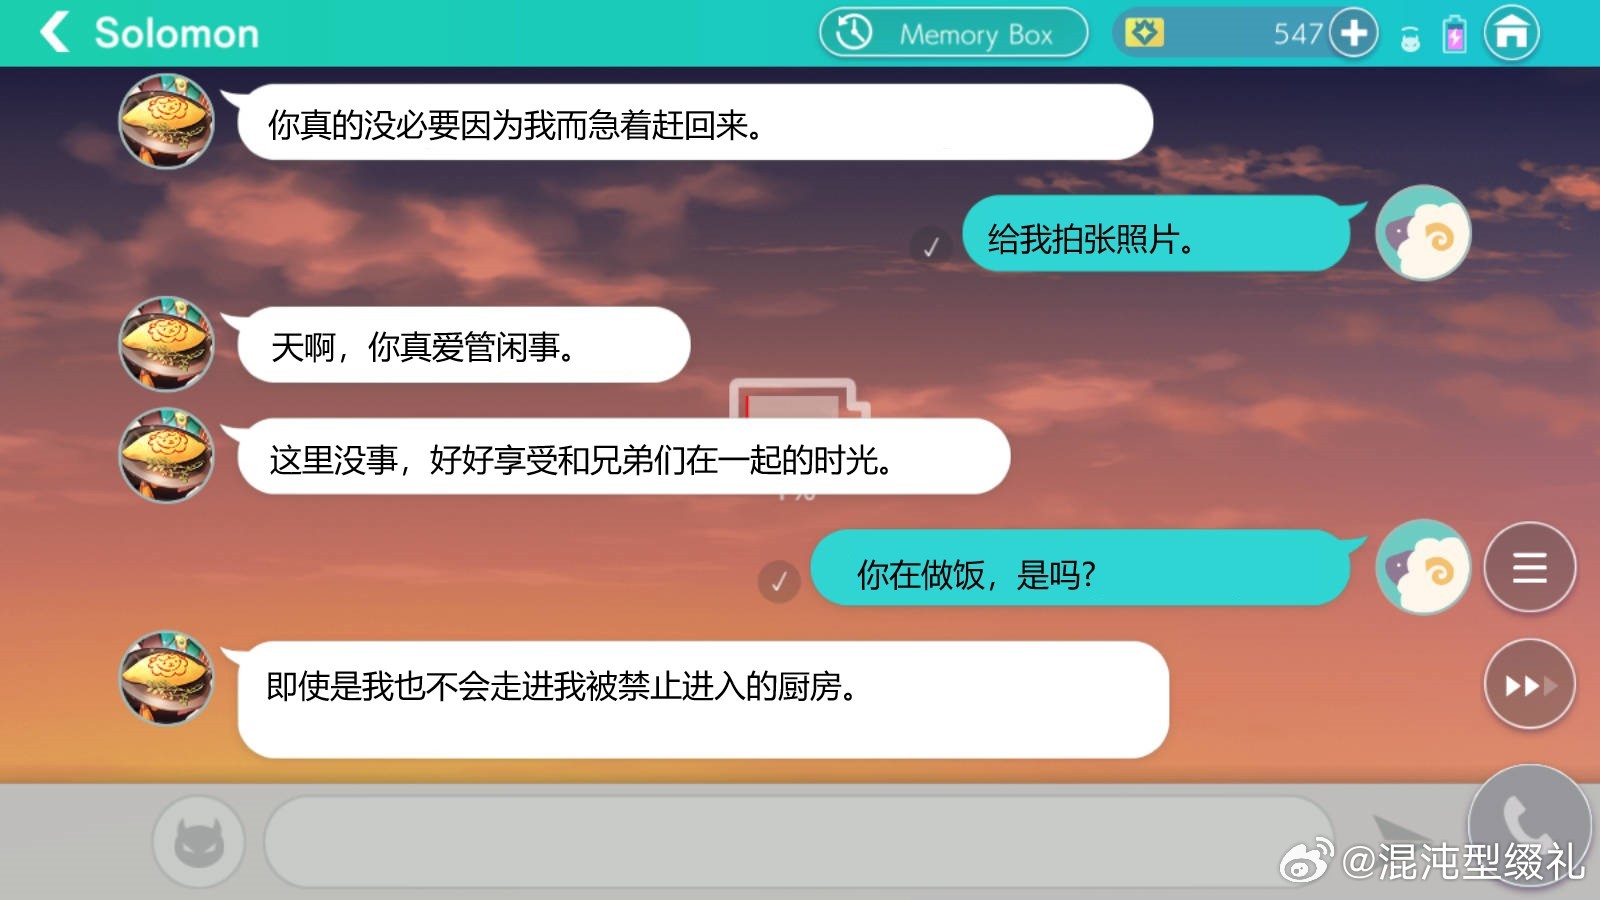 Solomon
Memory Box
547
你真的没必要因为我而急着赶回来。
给我拍张照片。
天啊，你真爱管闲事。
这里没事，好好享受和兄弟们在一起的时光。
你在做饭，是吗?
即使是我也不会走进我被禁止进入的厨房。
@混沌型缀礼